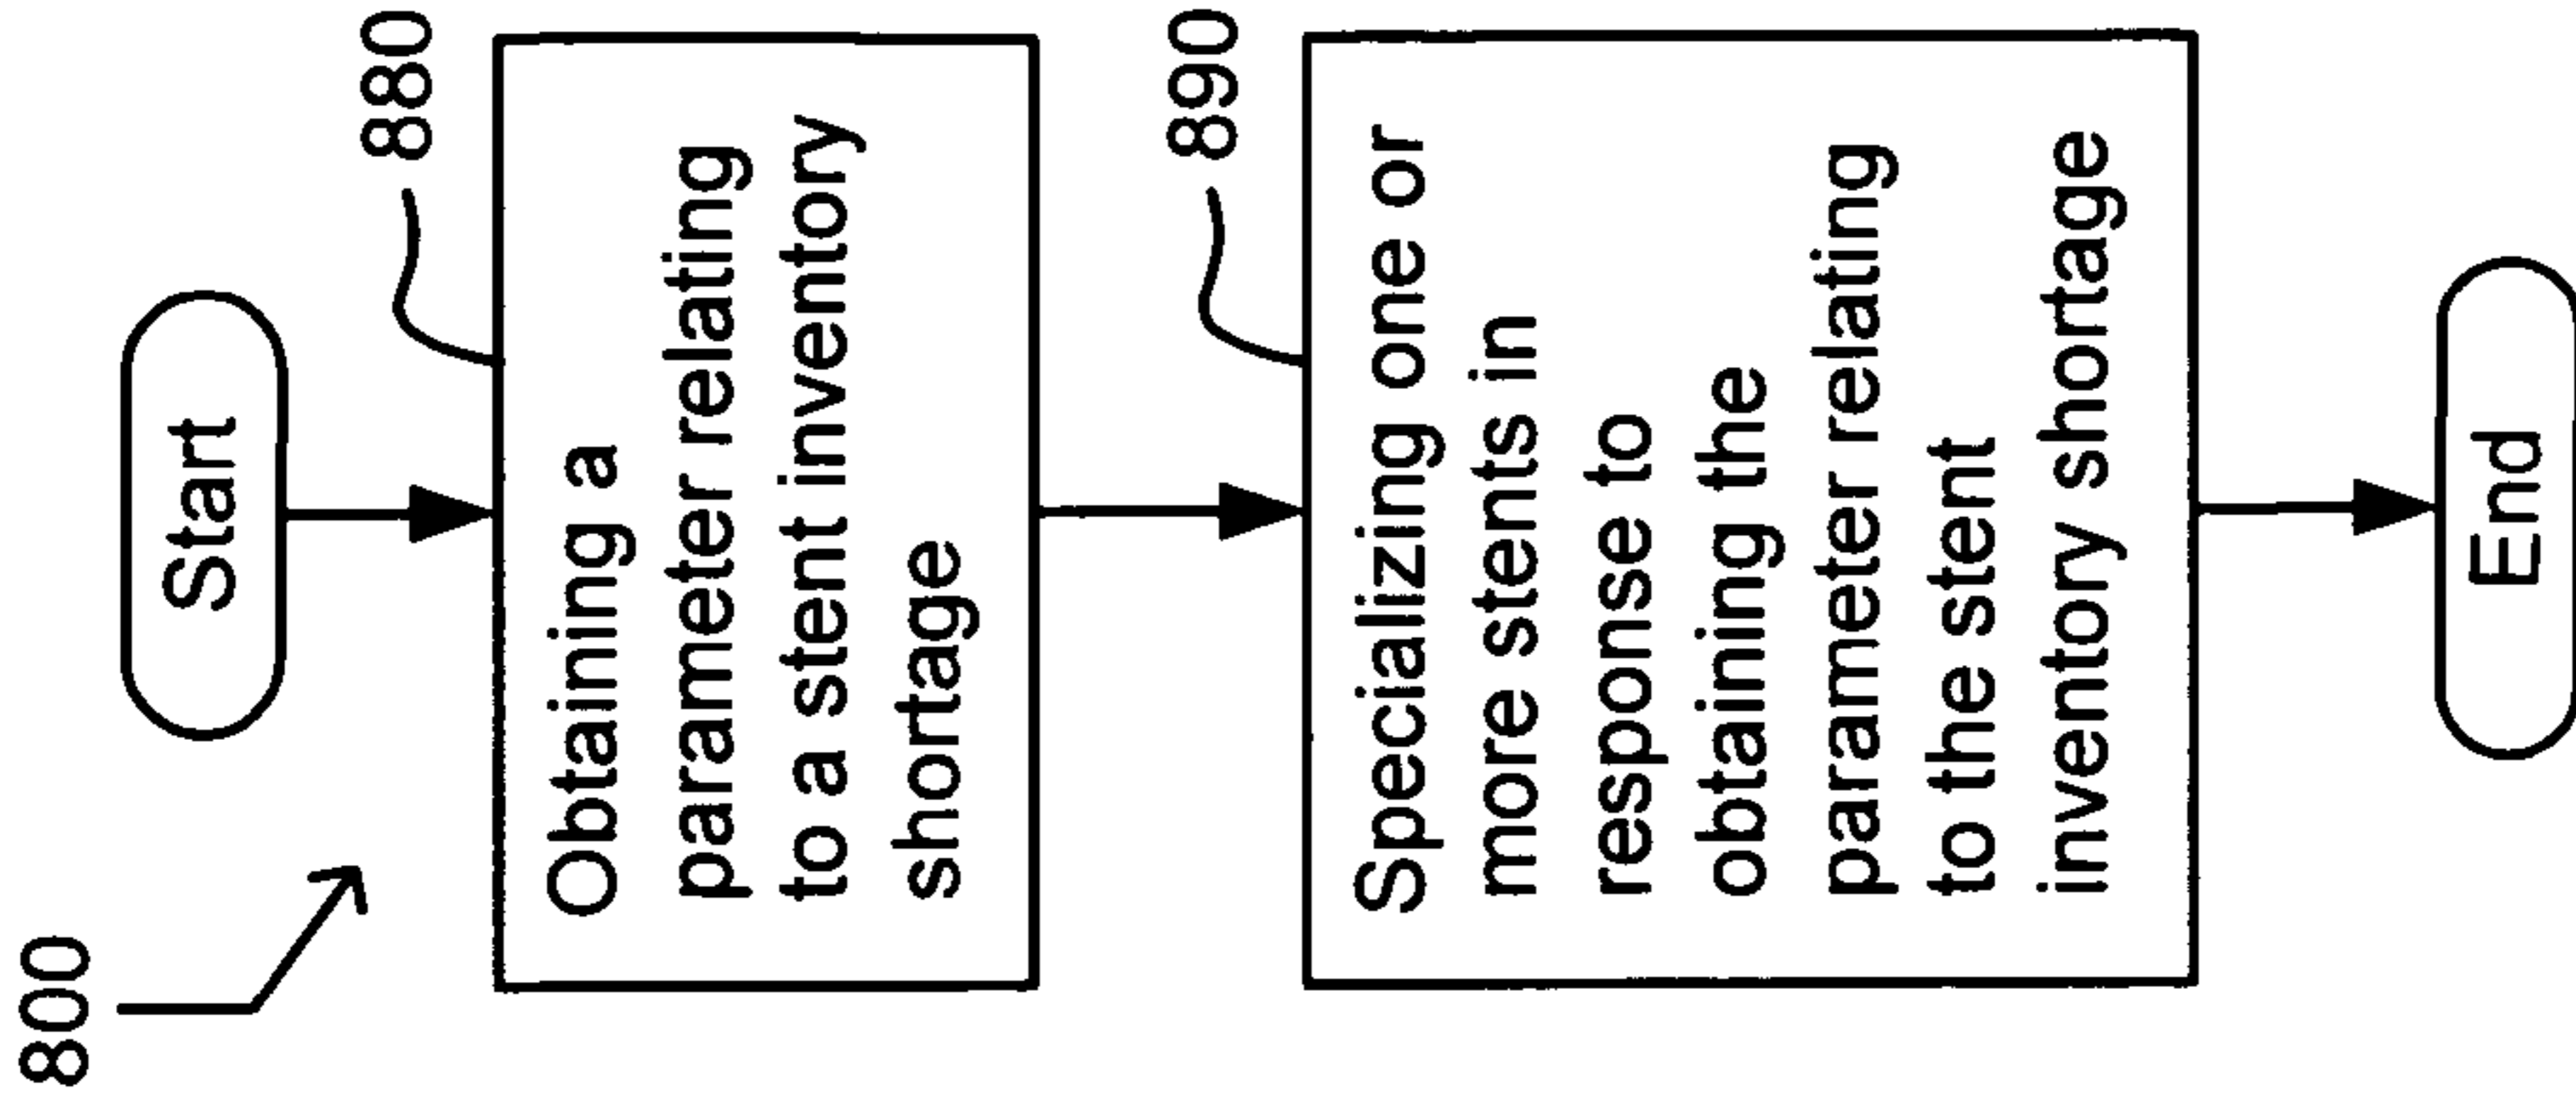 800
Start
880
Obtaining a
parameter relating
to a stent inventory
shortage
890
Specializing one or
more stents in
response to
obtaining the
parameter relating
to the stent
inventory shortage
End